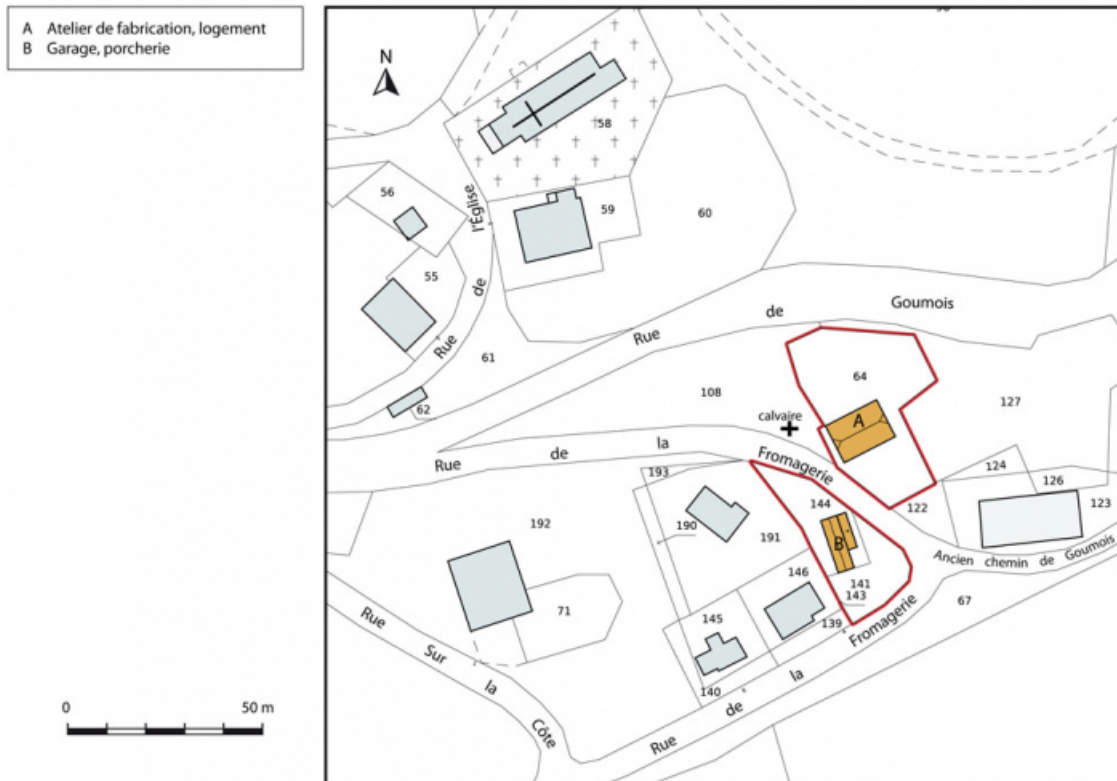 A Atelier de fabrication, logement
B Garage, porcherie
N
58
56
59
l'Eglise
60
55
de
Rue
Rue
de
Goumois
61
62
64
108
127
calvaire
A
Rue
de
la
Fromagerie
193
124
126
123
122
144
192
190
191
B
Ancien chemin de Goumois
146
141
143
67
71
145
139
Fromagerie
140
la
de
Rue
Rue
Sur
la
Côte
0
50 m